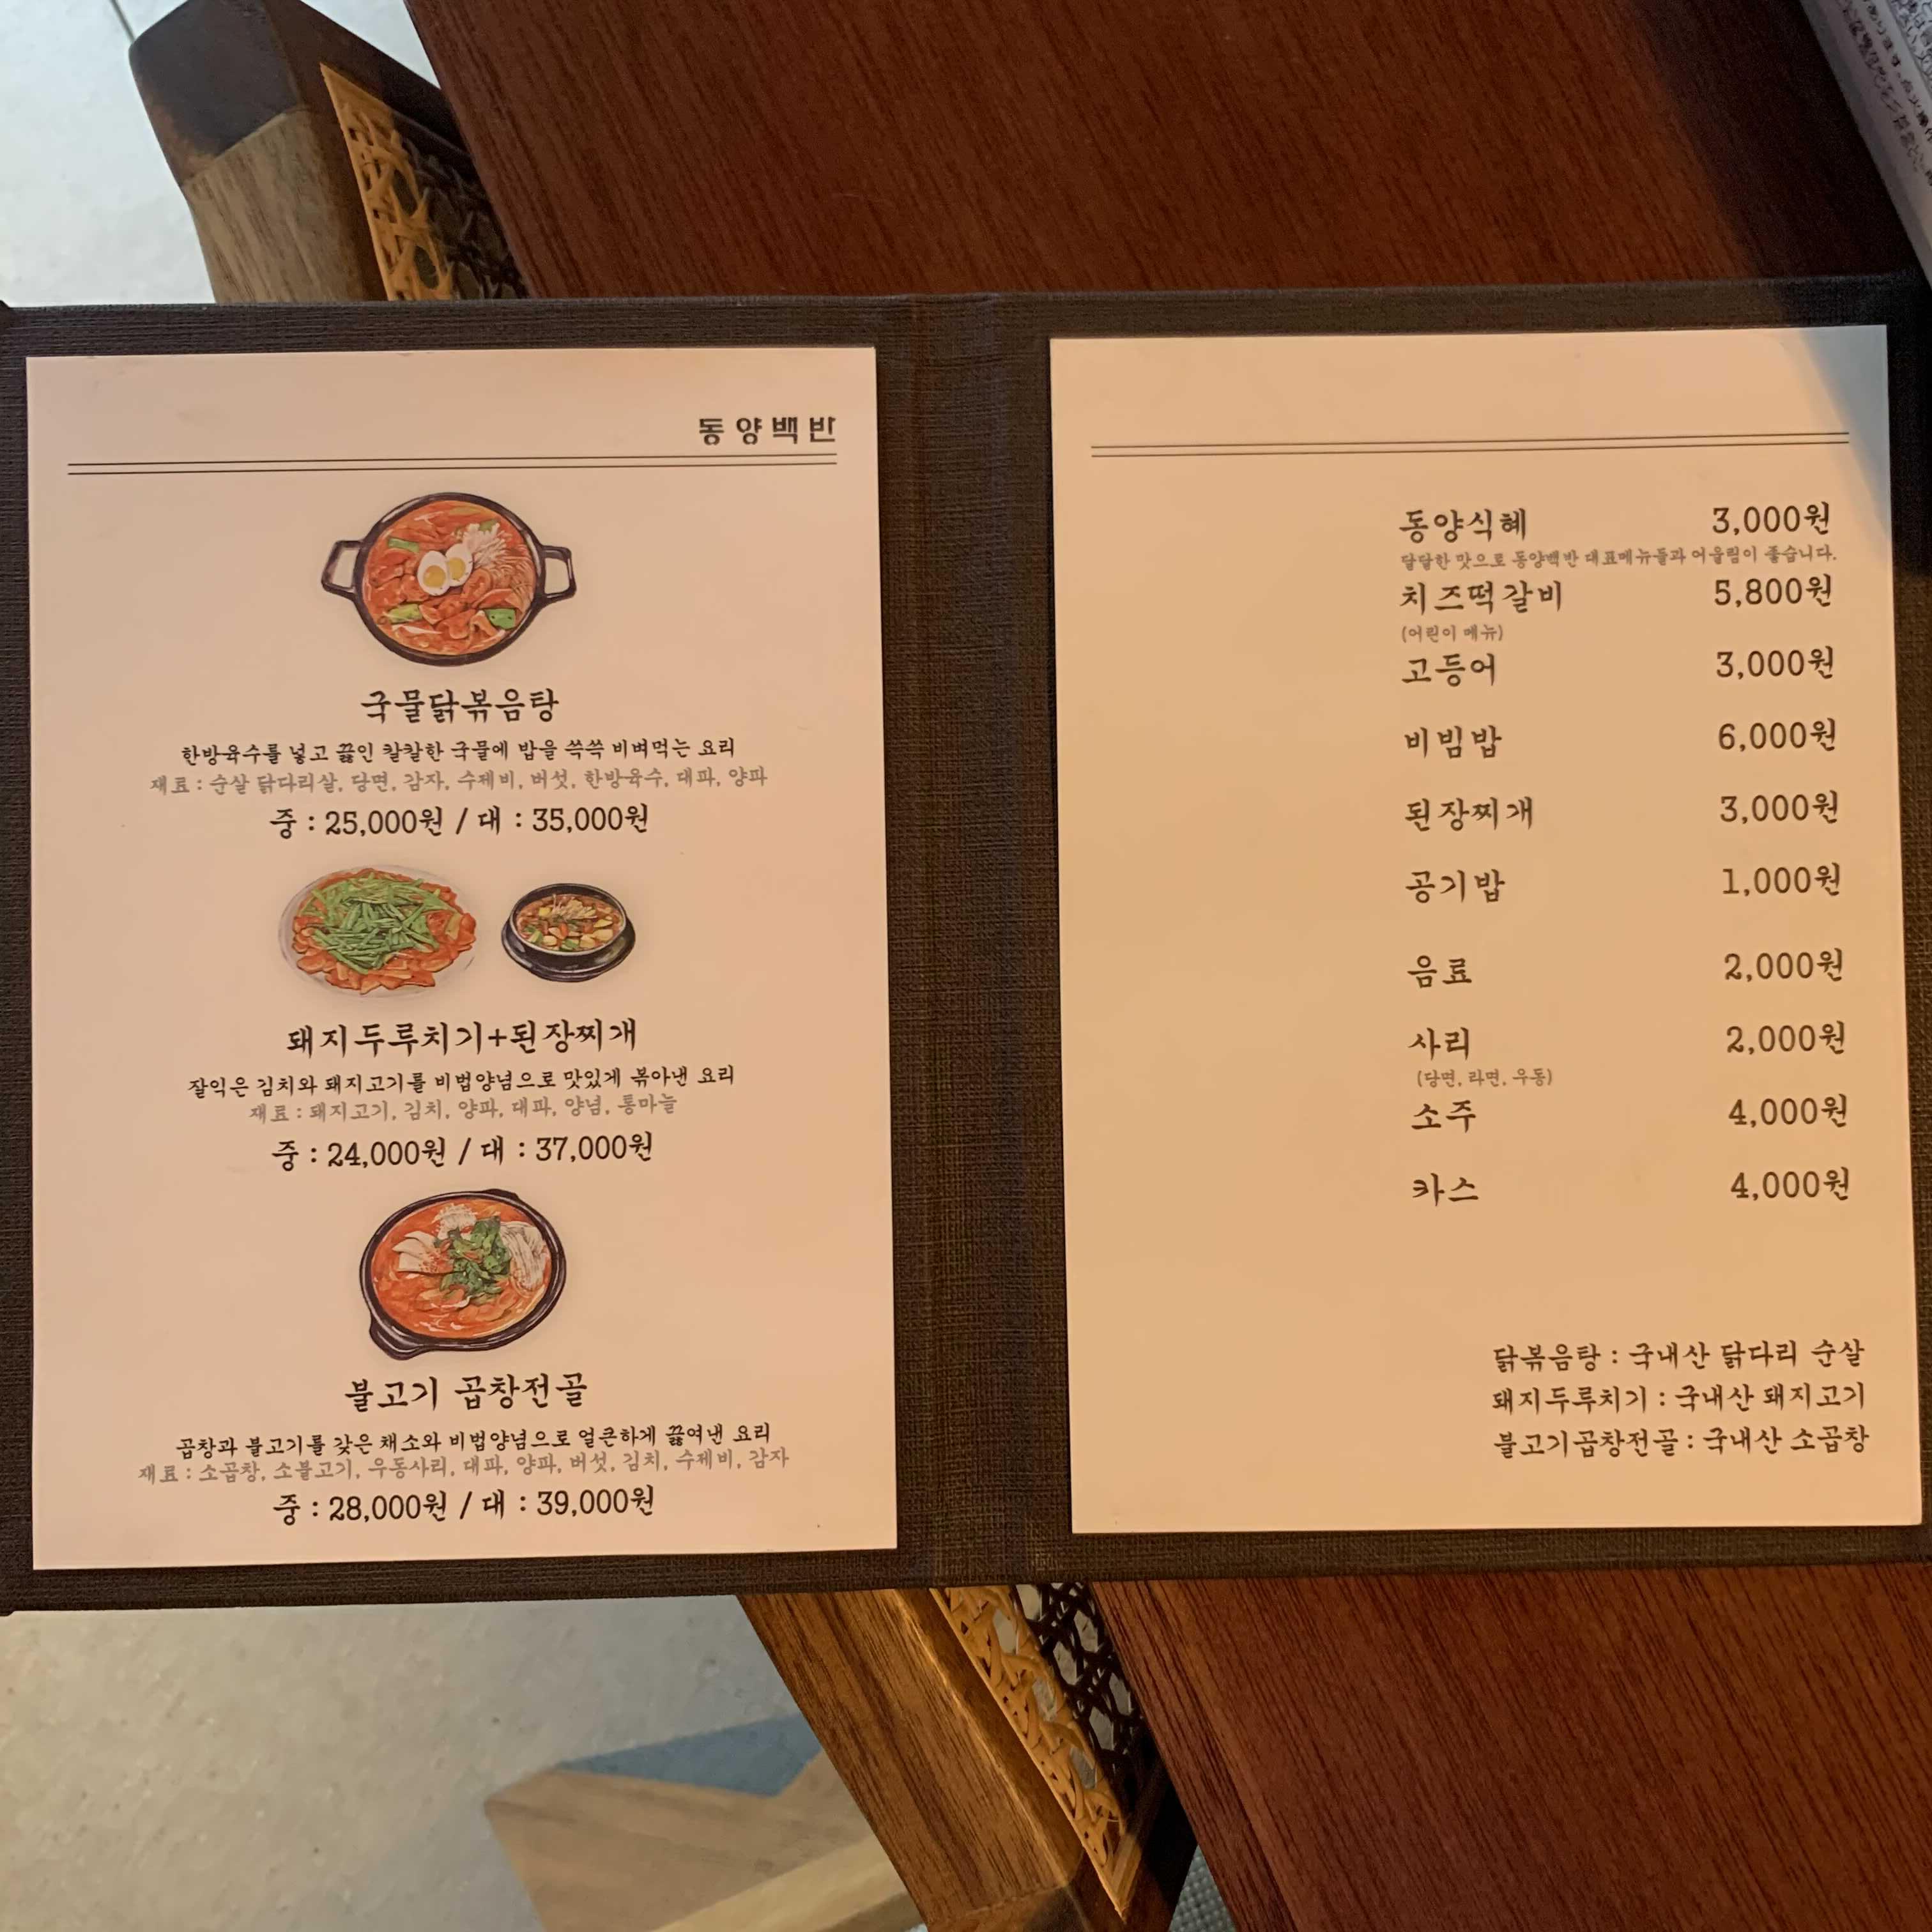 동양백반
국물닭볶음탕
한방육수를 넣고 끓인 칼칼한 국물에 밥을 쓱쓱 비벼먹는 요리
재료 : 순살 닭다리살, 당면, 감자, 수제비, 버섯, 한방육수, 대파, 양파
중 : 25,000원 / 대 : 35,000원
돼지두루치기+된장찌개
잘익은 김치와 돼지고기를 비법양념으로 맛있게 볶아낸 요리
재료 : 돼지고기, 김치, 양파, 대파, 양념, 통마늘
중 : 24,000원 / 대 : 37,000원
불고기 곱창전골
곱창과 불고기를 갖은 채소와 비법양념으로 얼큰하게 끓여낸 요리
재료 : 소곱창, 소불고기, 우동사리, 대파, 양파, 버섯, 김치, 수제비, 감자
중 : 28,000원 / 대 : 39,000원
동양식혜 3,000원
달달한 맛으로 동양백반 대표메뉴들과 어울림이 좋습니다.
치즈떡갈비 5,800원
(어린이 메뉴)
고등어 3,000원
비빔밥 6,000원
된장찌개 3,000원
공기밥 1,000원
음료 2,000원
사리 2,000원
(당면, 라면, 우동)
소주 4,000원
카스 4,000원
닭볶음탕 : 국내산 닭다리 순살
돼지두루치기 : 국내산 돼지고기
불고기곱창전골 : 국내산 소곱창